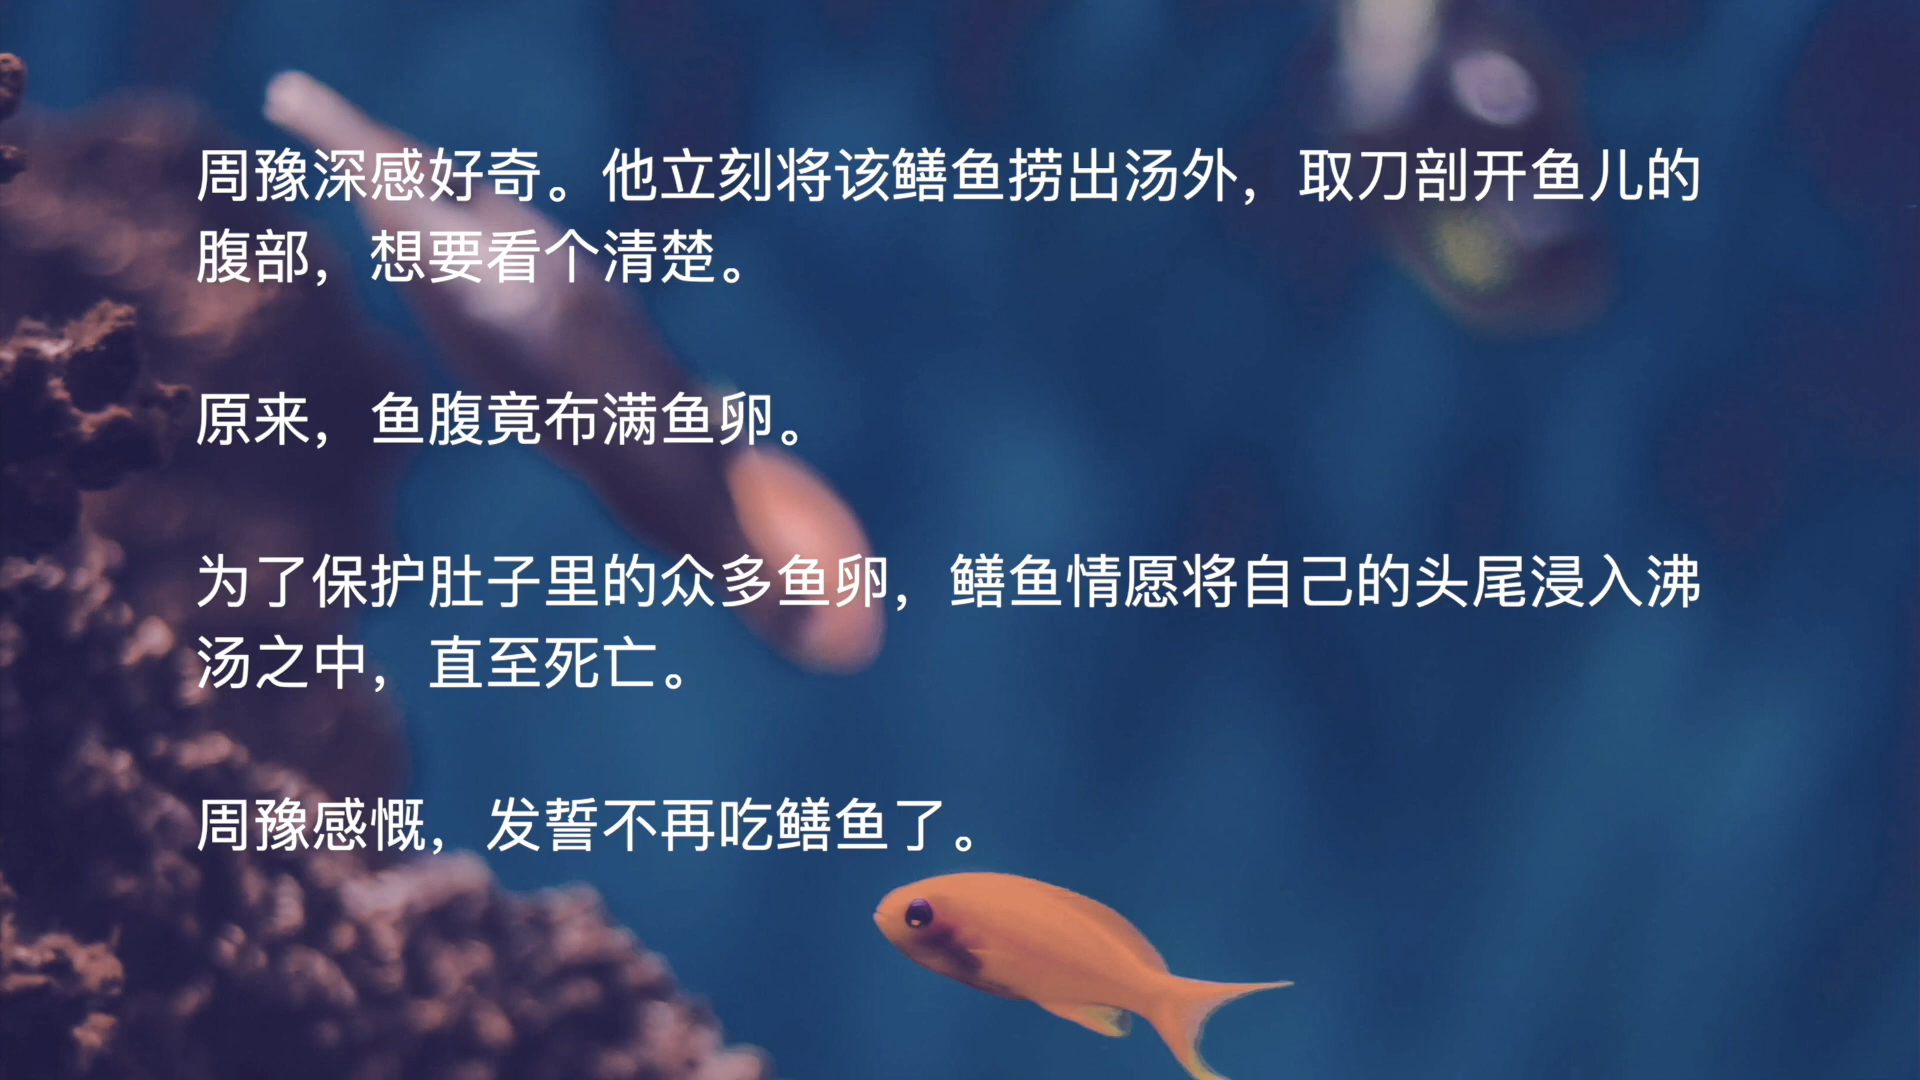 周豫深感好奇。他立刻将该鳝鱼捞出汤外，取刀剖开鱼儿的
腹部，想要看个清楚。
原来，鱼腹竟布满鱼卵。
为了保护肚子里的众多鱼卵，鳝鱼情愿将自己的头尾浸入沸
汤之中，直至死亡。
周豫感慨，发誓不再吃鳝鱼了。